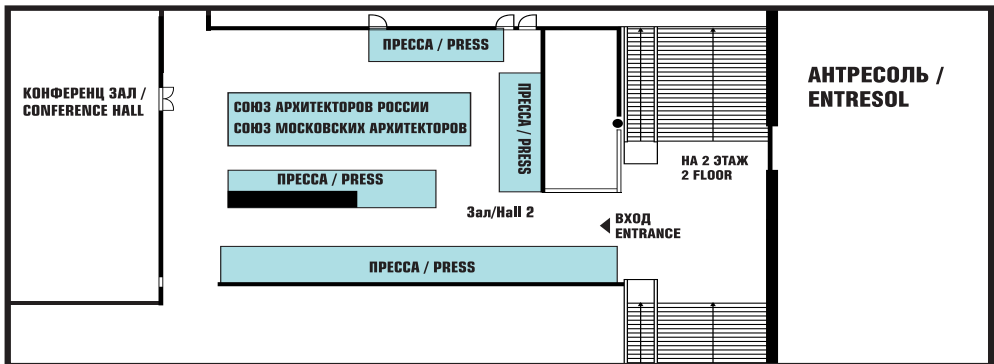 ПРЕССА / PRESS
КОНФЕРЕНЦ ЗАЛ /
CONFERENCE HALL
СОЮЗ АРХИТЕКТОРОВ РОССИИ
СОЮЗ МОСКОВСКИХ АРХИТЕКТОРОВ
ПРЕССА / PRESS
АНТРЕСОЛЬ /
ENTRESOL
НА 2 ЭТАЖ
2 FLOOR
ПРЕССА / PRESS
Зал/Hall 2
ВХОД
ENTRANCE
ПРЕССА / PRESS